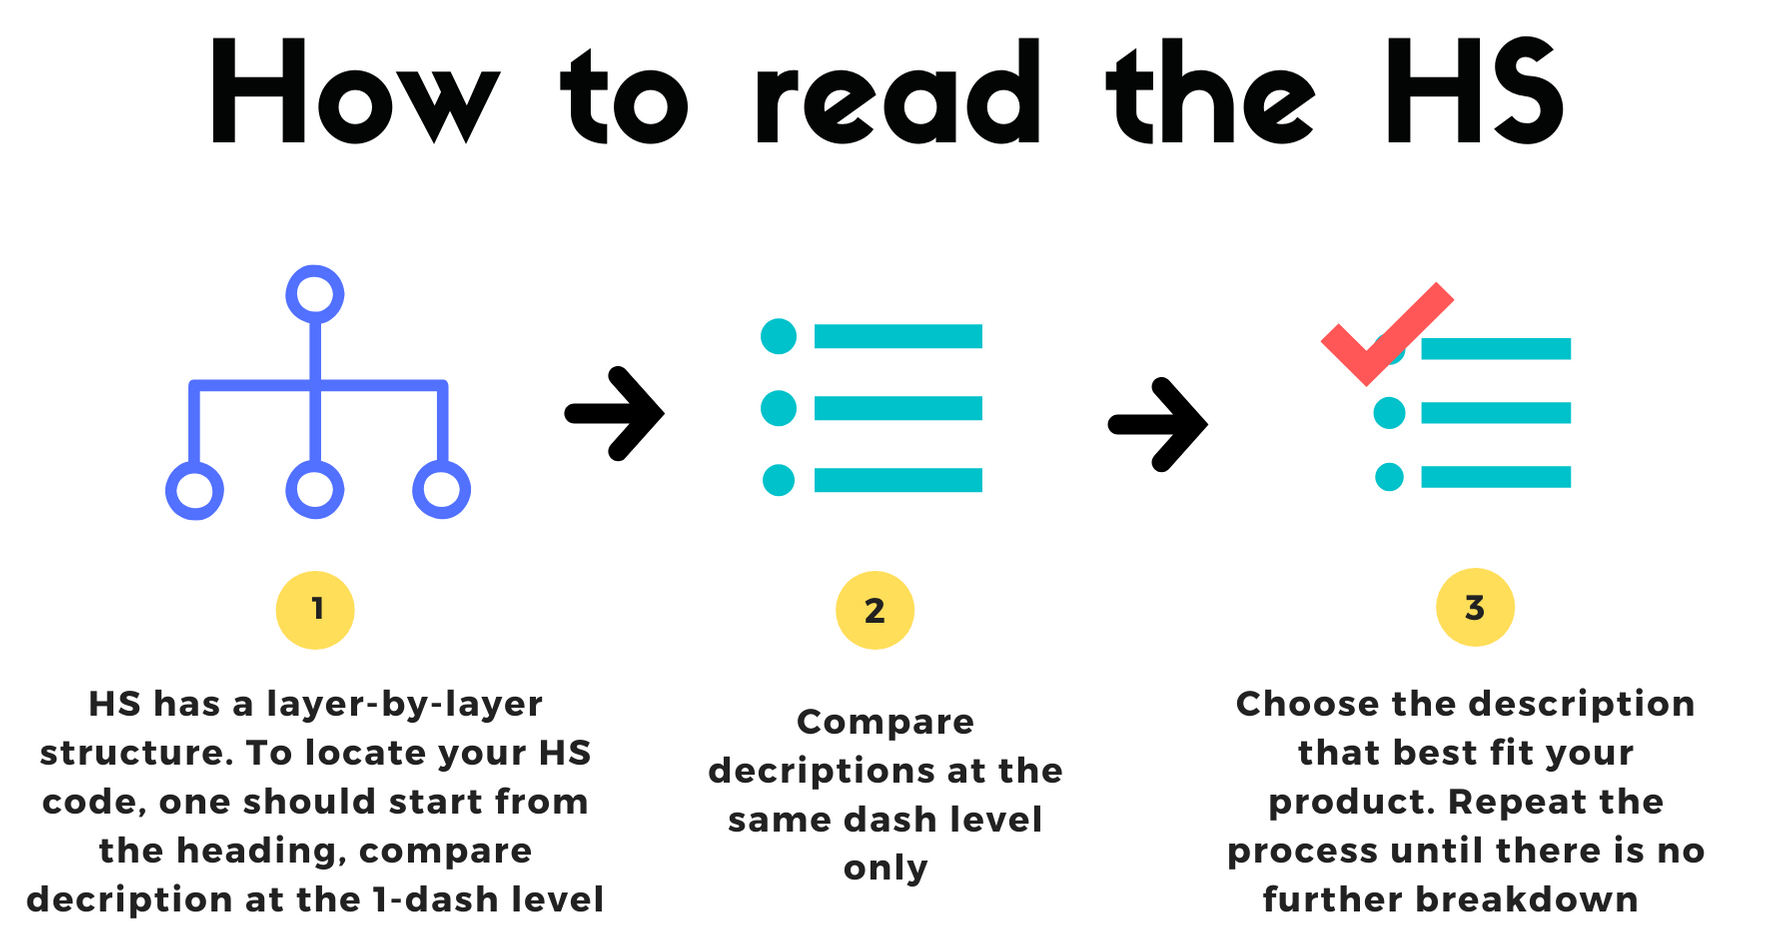 How to read the HS
1
HS has a layer-by-layer
structure. To locate your HS
code, one should start from
the heading, compare
decription at the 1-dash level
2
Compare
decriptions at the
same dash level
only
3
Choose the description
that best fit your
product. Repeat the
process until there is no
further breakdown